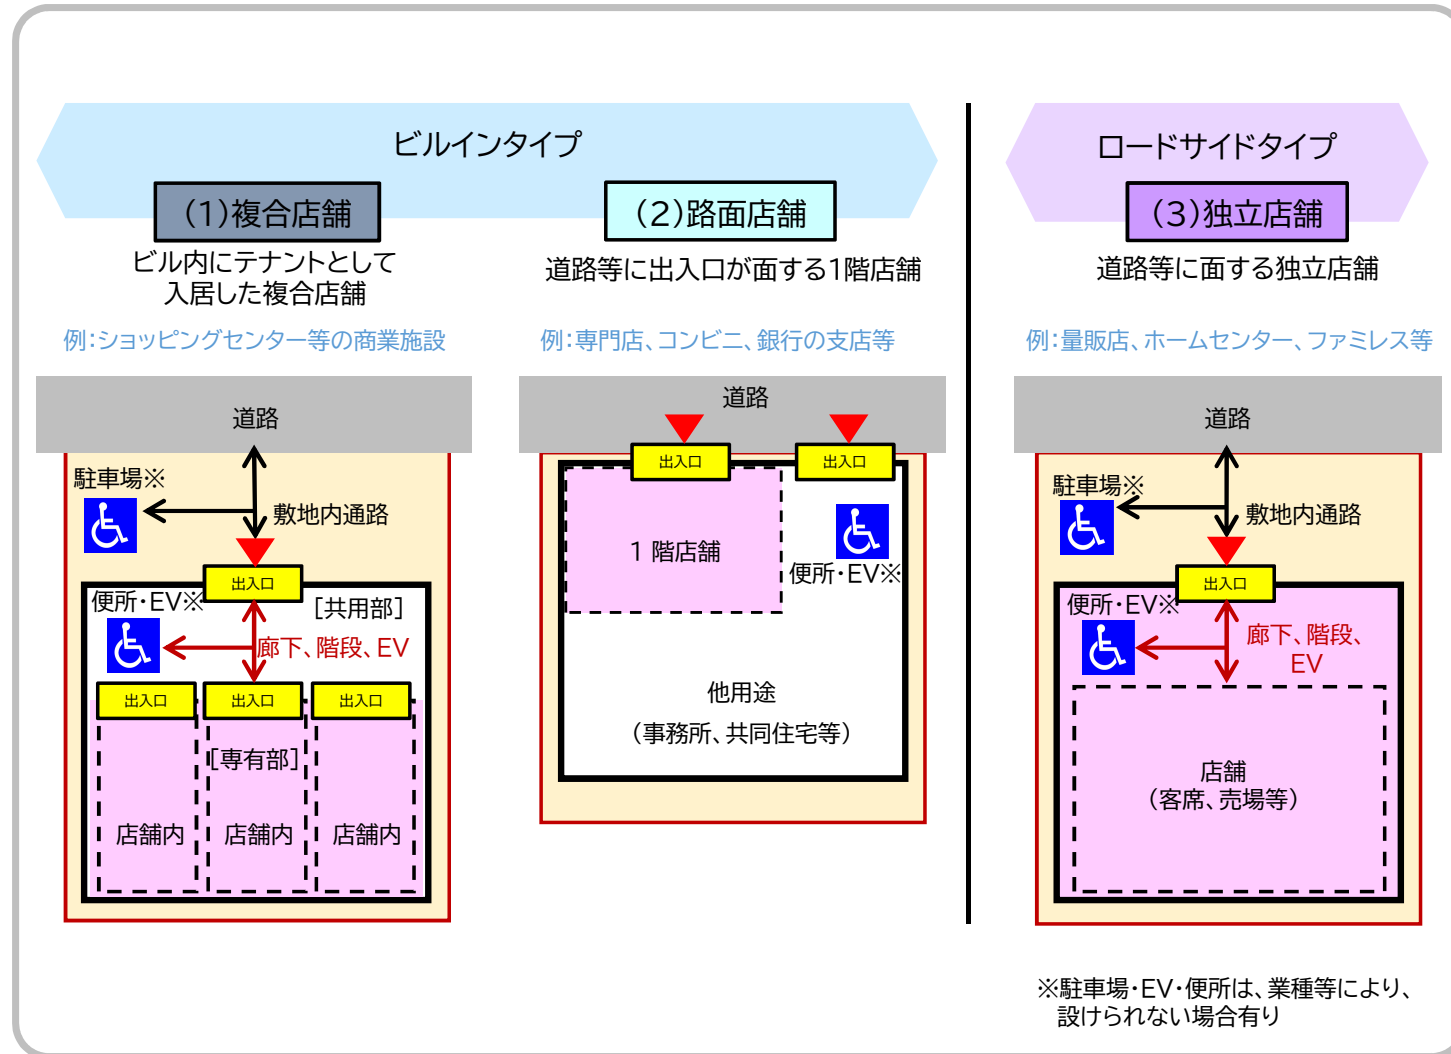 ビルインタイプ
(1)複合店舗
ビル内にテナントとして
入居した複合店舗
例:ショッピングセンター等の商業施設
道路
駐車場※
敷地内通路
出入口
便所・EV※
[共用部]
廊下、階段、EV
出入口
出入口
出入口
[専有部]
店舗内
店舗内
店舗内
(2)路面店舗
道路等に出入口が面する1階店舗
例:専門店、コンビニ、銀行の支店等
道路
出入口
出入口
1 階店舗
便所・EV※
他用途
(事務所、共同住宅等)
ロードサイドタイプ
(3)独立店舗
道路等に面する独立店舗
例:量販店、ホームセンター、ファミレス等
道路
駐車場※
敷地内通路
出入口
便所・EV※
廊下、階段、
EV
店舗
(客席、売場等)
※駐車場・EV・便所は、業種等により、
設けられない場合有り